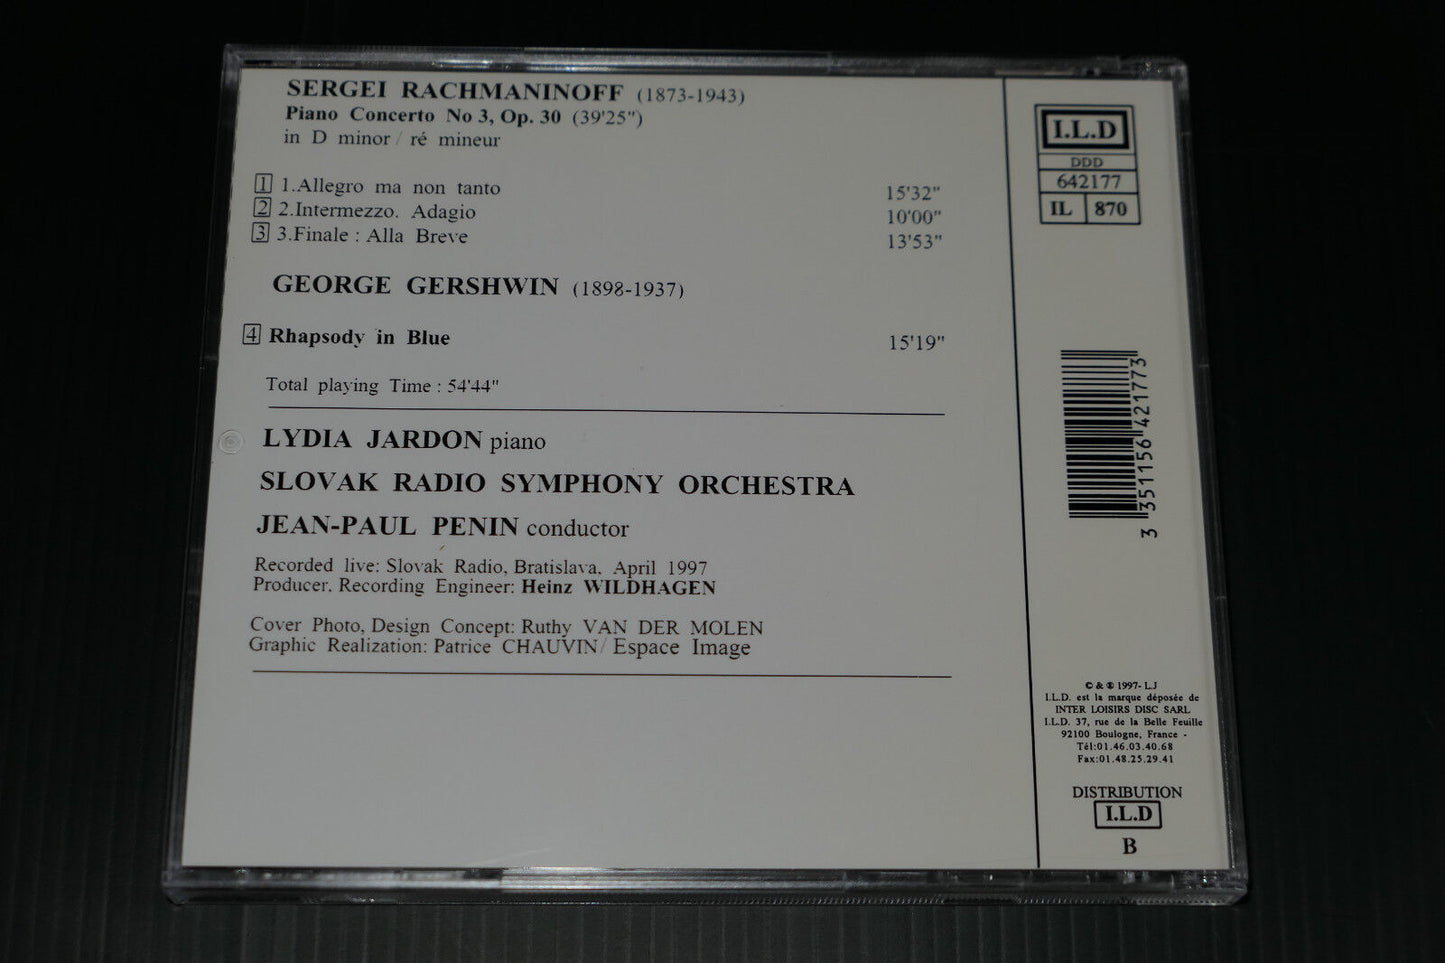 SERGEI RACHMANINOFF (1873-1943)
Piano Concerto No 3, Op. 30 (39'25")
in D minor / ré mineur
1 1.Allegro ma non tanto 15'32"
2 2.Intermezzo. Adagio 10'00"
3 3.Finale : Alla Breve 13'53"
GEORGE GERSHWIN (1898-1937)
4 Rhapsody in Blue 15'19"
Total playing Time : 54'44"
LYDIA JARDON piano
SLOVAK RADIO SYMPHONY ORCHESTRA
JEAN-PAUL PENIN conductor
Recorded live: Slovak Radio, Bratislava. April 1997
Producer. Recording Engineer: Heinz WILDHAGEN
Cover Photo, Design Concept: Ruthy VAN DER MOLEN
Graphic Realization: Patrice CHAUVIN/ Espace Image
I.L.D
DDD
642177
IL 870
3 351156 421773
© & ℗ 1997- LJ
I.L.D. est la marque déposée de
INTER LOISIRS DISC SARL
I.L.D. 37, rue de la Belle Feuille
92100 Boulogne, France -
Tél:01.46.03.40.68
Fax:01.48.25.29.41
DISTRIBUTION
I.L.D
B